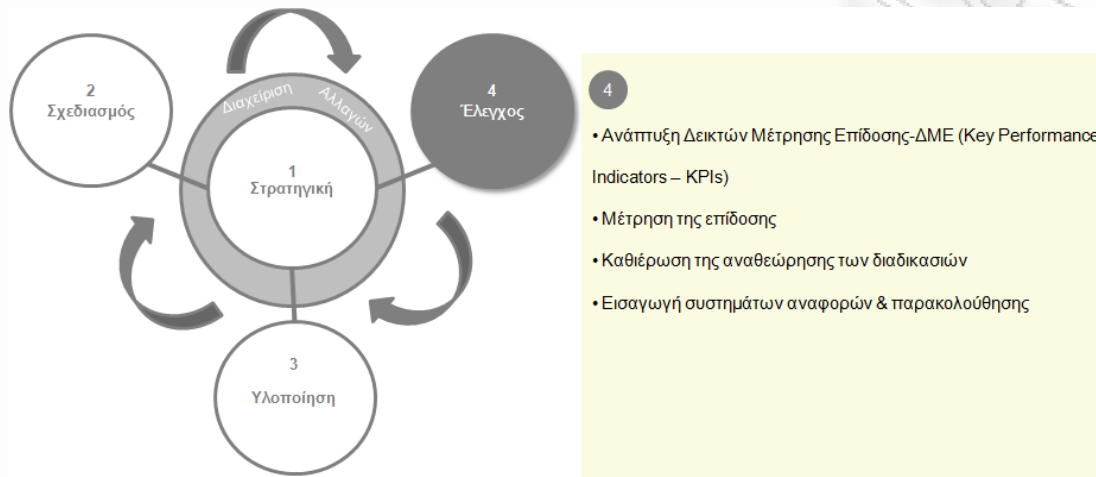 2
Σχεδιασμός
Διαχείριση Αλλαγών
4
Έλεγχος
1
Στρατηγική
3
Υλοποίηση
4
• Ανάπτυξη Δεικτών Μέτρησης Επίδοσης-ΔΜΕ (Key Performance
Indicators – KPIs)
• Μέτρηση της επίδοσης
• Καθιέρωση της αναθεώρησης των διαδικασιών
• Εισαγωγή συστημάτων αναφορών & παρακολούθησης